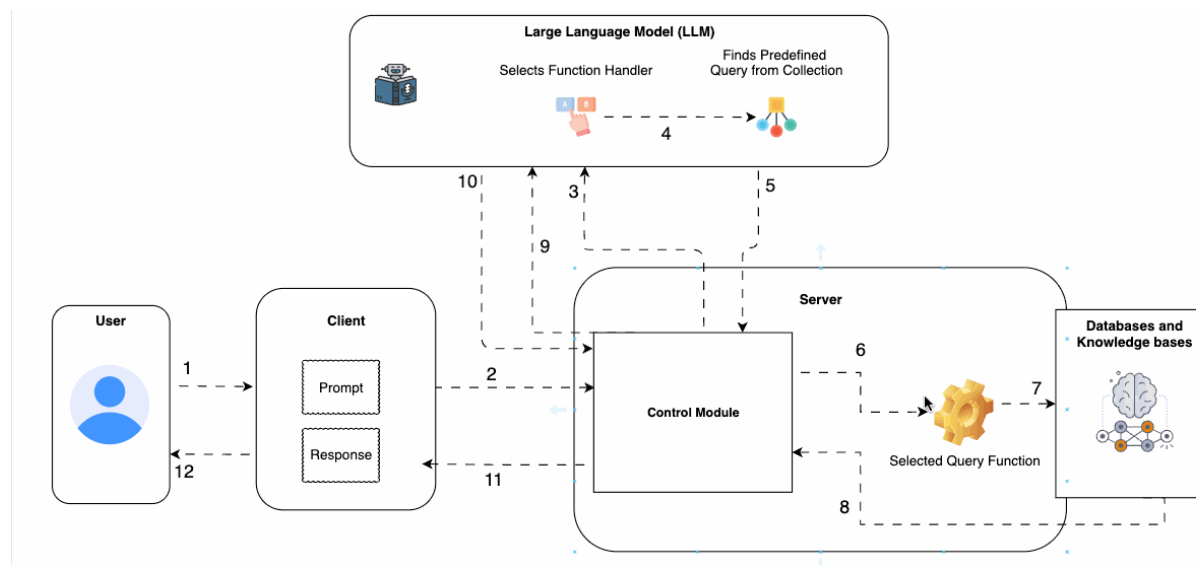 Large Language Model (LLM)
Selects Function Handler
Finds Predefined
Query from Collection
A
B
4
10
3
5
9
Server
User
Client
Databases and
Knowledge bases
1
Prompt
2
6
7
Control Module
Response
Selected Query Function
12
11
8